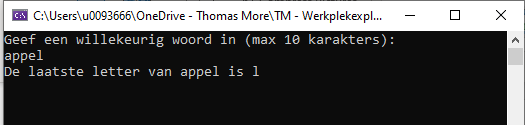 C:\Users\u0093666\OneDrive - Thomas More\TM - Werkplekexpl
Geef een willekeurig woord in (max 10 karakters):
appel
De laatste letter van appel is l